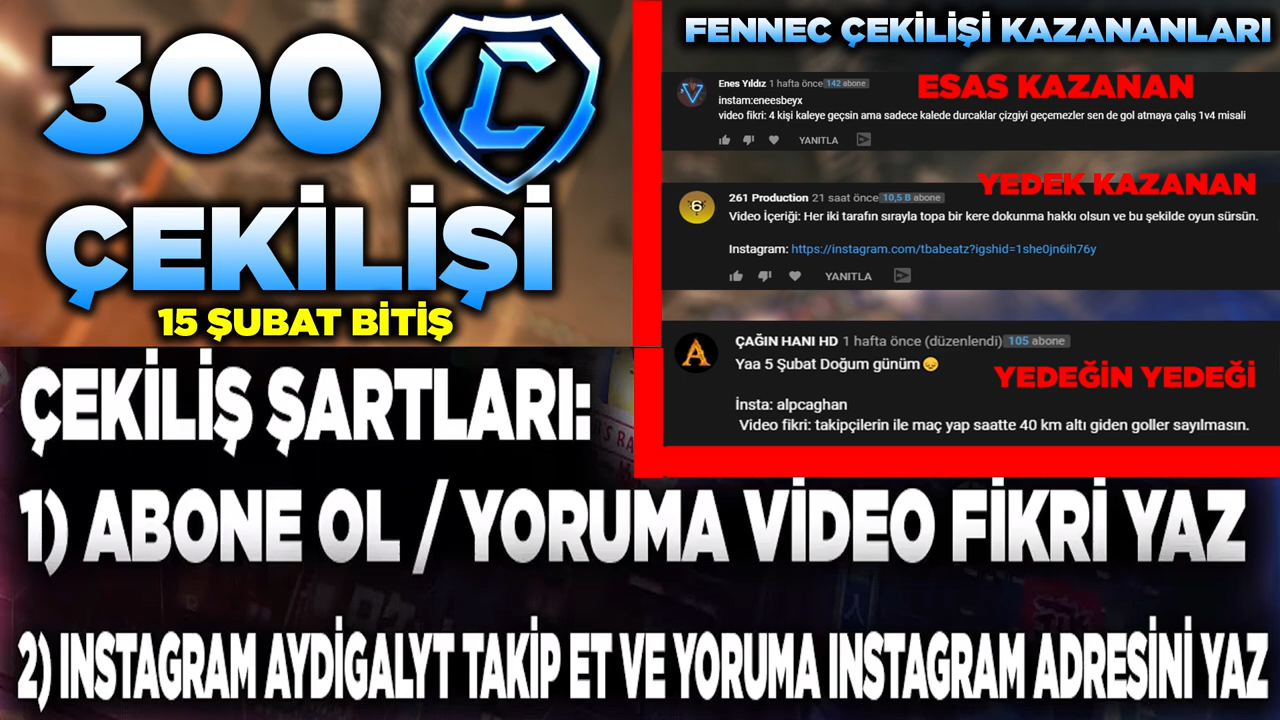 300
ÇEKİLİŞİ
15 ŞUBAT BİTİŞ
FENNEC ÇEKİLİŞİ KAZANANLARI
Enes Yıldız 1 hafta önce 142 abone
ESAS KAZANAN
instam:eneesbeyx
video fikri: 4 kişi kaleye geçsin ama sadece kalede durcaklar çizgiyi geçemezler sen de gol atmaya çalış 1v4 misali
YANITLA
YEDEK KAZANAN
261 Production 21 saat önce 10,5 B abone
Video İçeriği: Her iki tarafın sırayla topa bir kere dokunma hakkı olsun ve bu şekilde oyun sürsün.
Instagram: https://instagram.com/tbabeatz?igshid=1she0jn6ih76y
YANITLA
ÇAĞIN HANI HD 1 hafta önce (düzenlendi) 105 abone
Yaa 5 Şubat Doğum günüm 😔
YEDEĞİN YEDEĞİ
İnsta: alpcaghan
Video fikri: takipçilerin ile maç yap saatte 40 km altı giden goller sayılmasın.
ÇEKİLİŞ ŞARTLARI:
1) ABONE OL / YORUMA VİDEO FİKRİ YAZ
2) INSTAGRAM AYDİGALYT TAKİP ET VE YORUMA INSTAGRAM ADRESİNİ YAZ